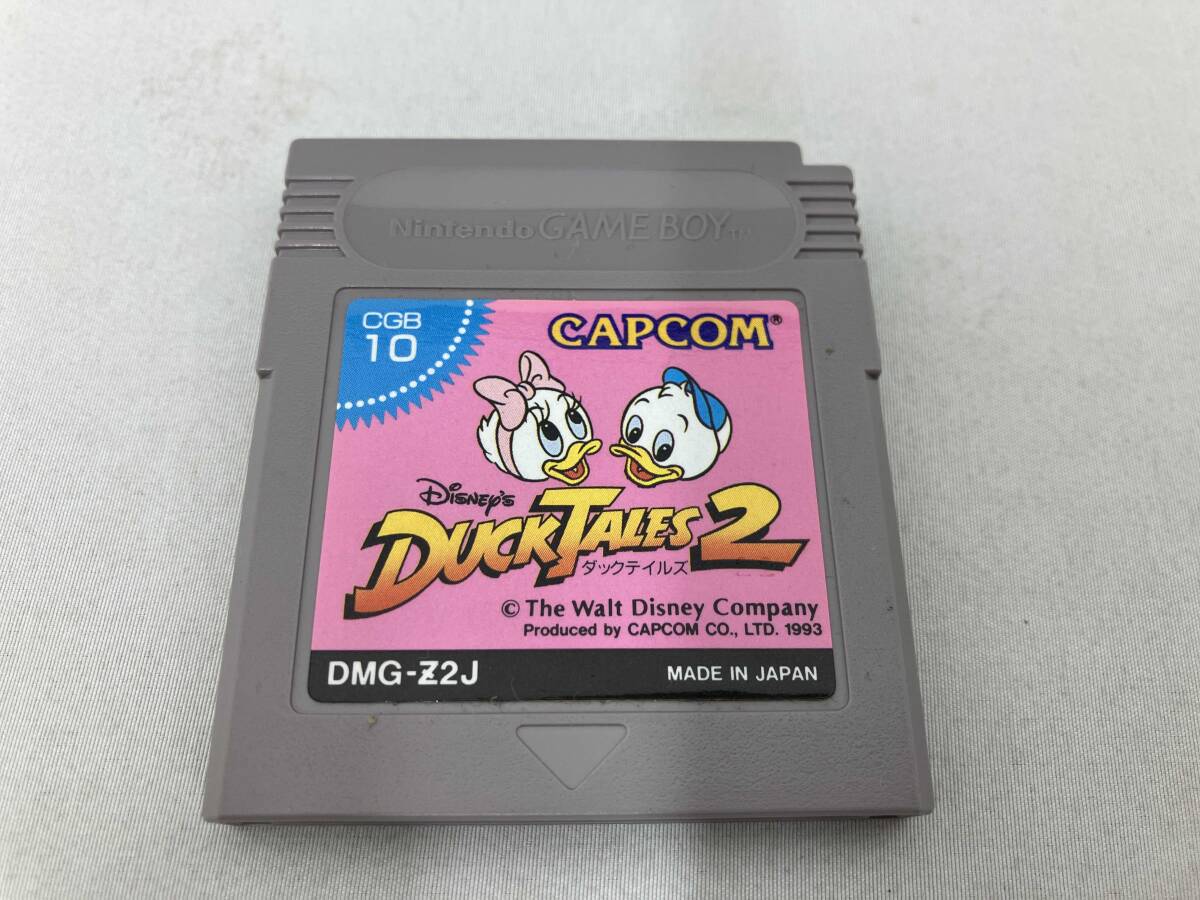 Nintendo GAME BOY TM
CGB
10
CAPCOM®
Disney's
DUCKTALES 2
ダックテイルズ
© The Walt Disney Company
Produced by CAPCOM CO., LTD. 1993
DMG-Z2J
MADE IN JAPAN